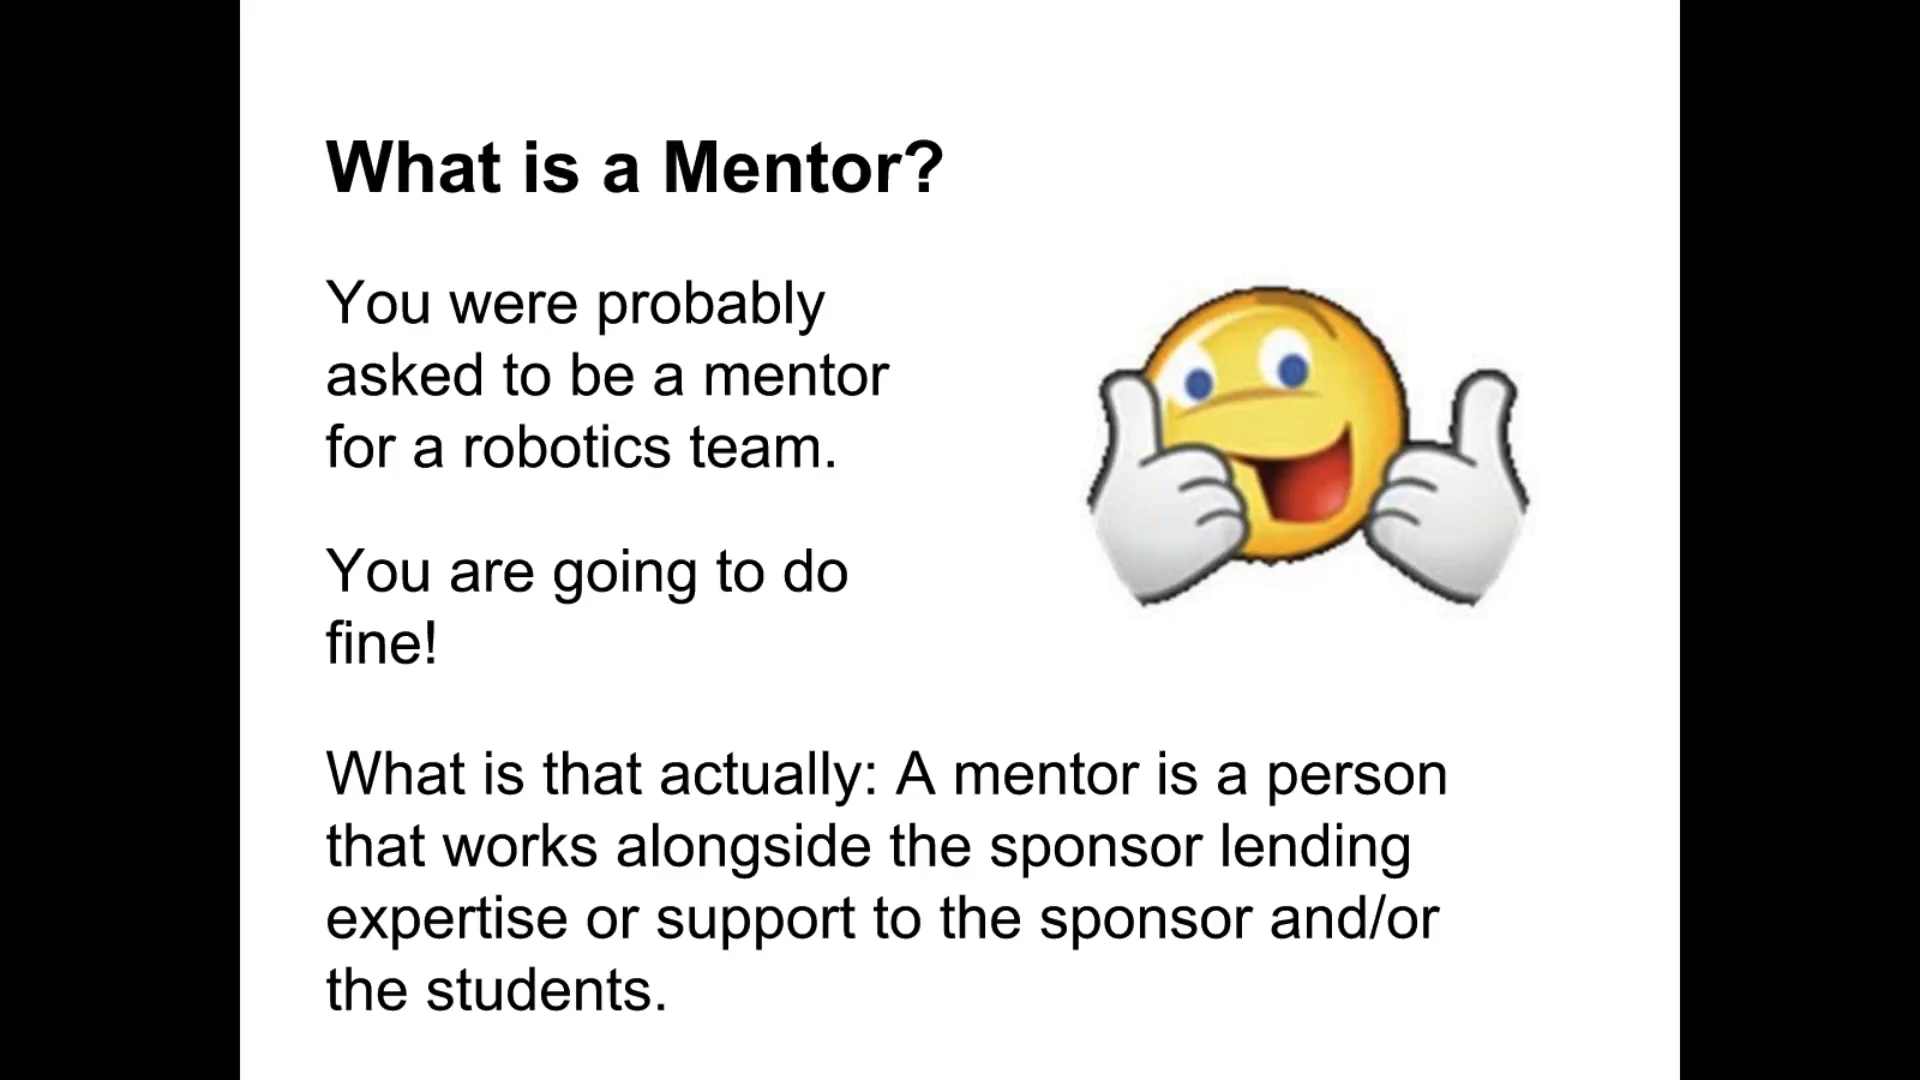 What is a Mentor?
You were probably
asked to be a mentor
for a robotics team.
You are going to do
fine!
What is that actually: A mentor is a person
that works alongside the sponsor lending
expertise or support to the sponsor and/or
the students.